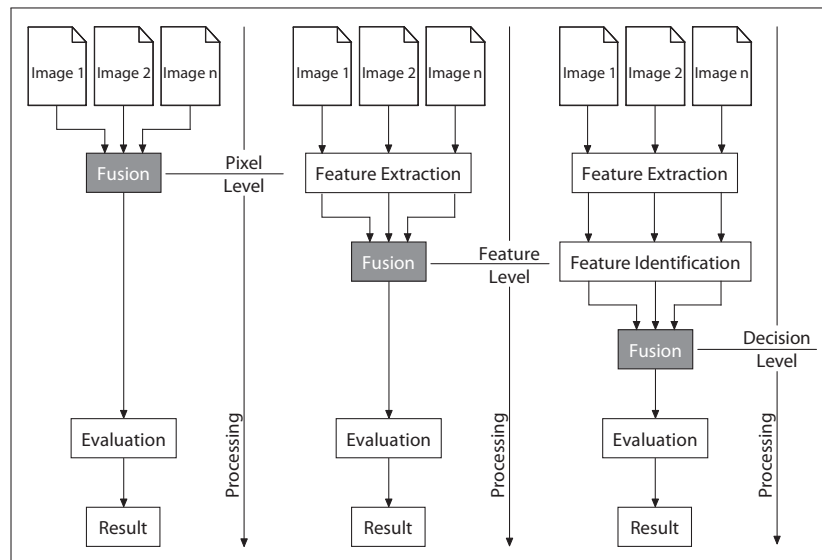 Image 1
Image 2
Image n
Fusion
Pixel
Level
Evaluation
Result
Processing
Image 1
Image 2
Image n
Feature Extraction
Fusion
Feature
Level
Evaluation
Result
Processing
Image 1
Image 2
Image n
Feature Extraction
Feature Identification
Fusion
Decision
Level
Evaluation
Result
Processing